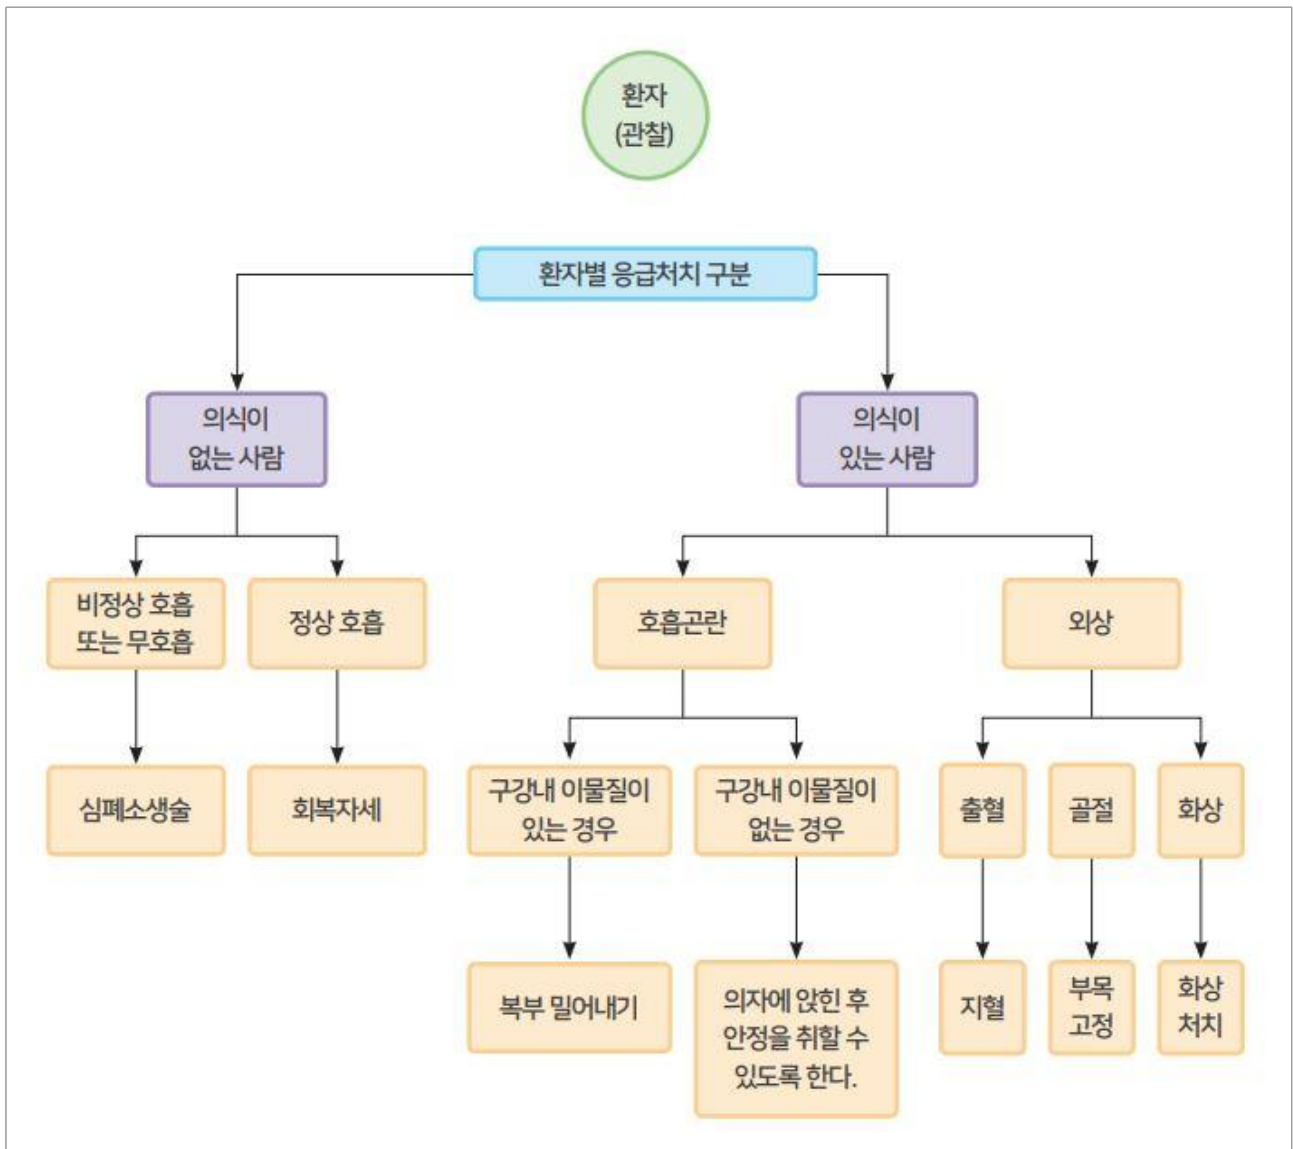 환자
(관찰)
환자별 응급처치 구분
의식이
없는 사람
의식이
있는 사람
비정상 호흡
또는 무호흡
정상 호흡
호흡곤란
외상
심폐소생술
회복자세
구강내 이물질이
있는 경우
구강내 이물질이
없는 경우
출혈
골절
화상
복부 밀어내기
의자에 앉힌 후
안정을 취할 수
있도록 한다.
지혈
부목
고정
화상
처치